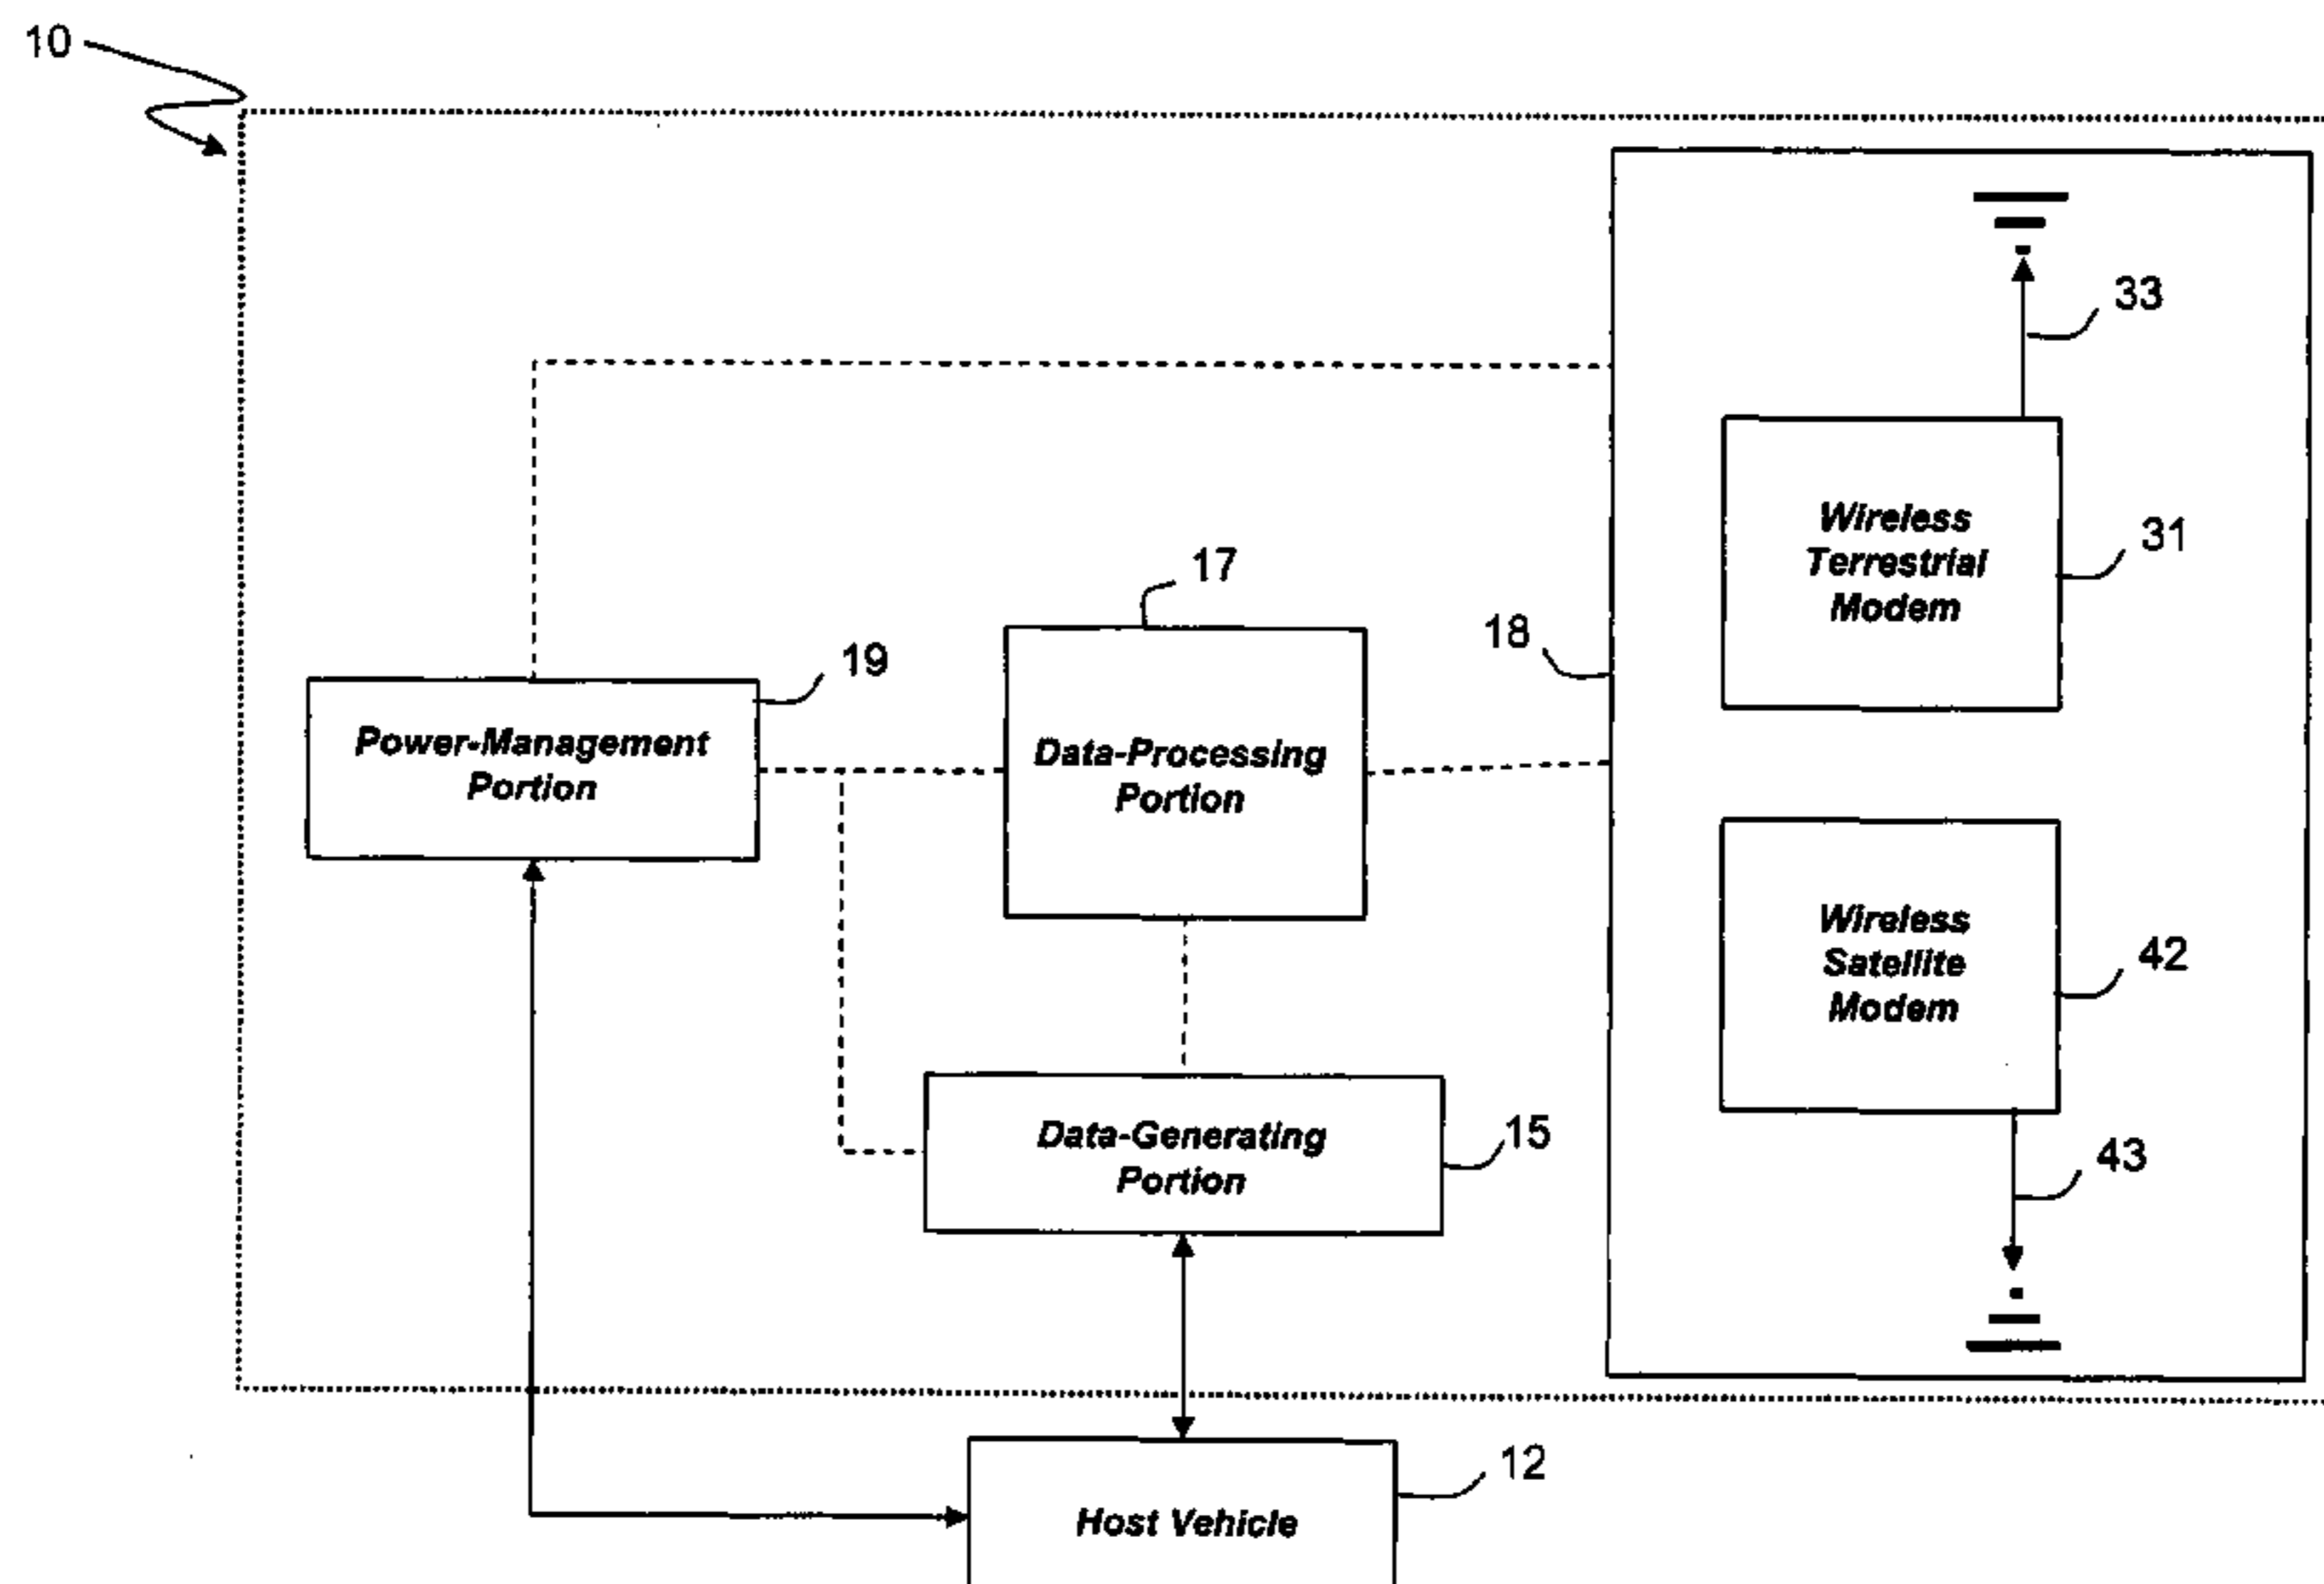 10
33
Wireless
Terrestrial
Modem
31
17
18
19
Power-Management
Portion
Data-Processing
Portion
Wireless
Satellite
Modem
42
Data-Generating
Portion
15
43
12
Host Vehicle